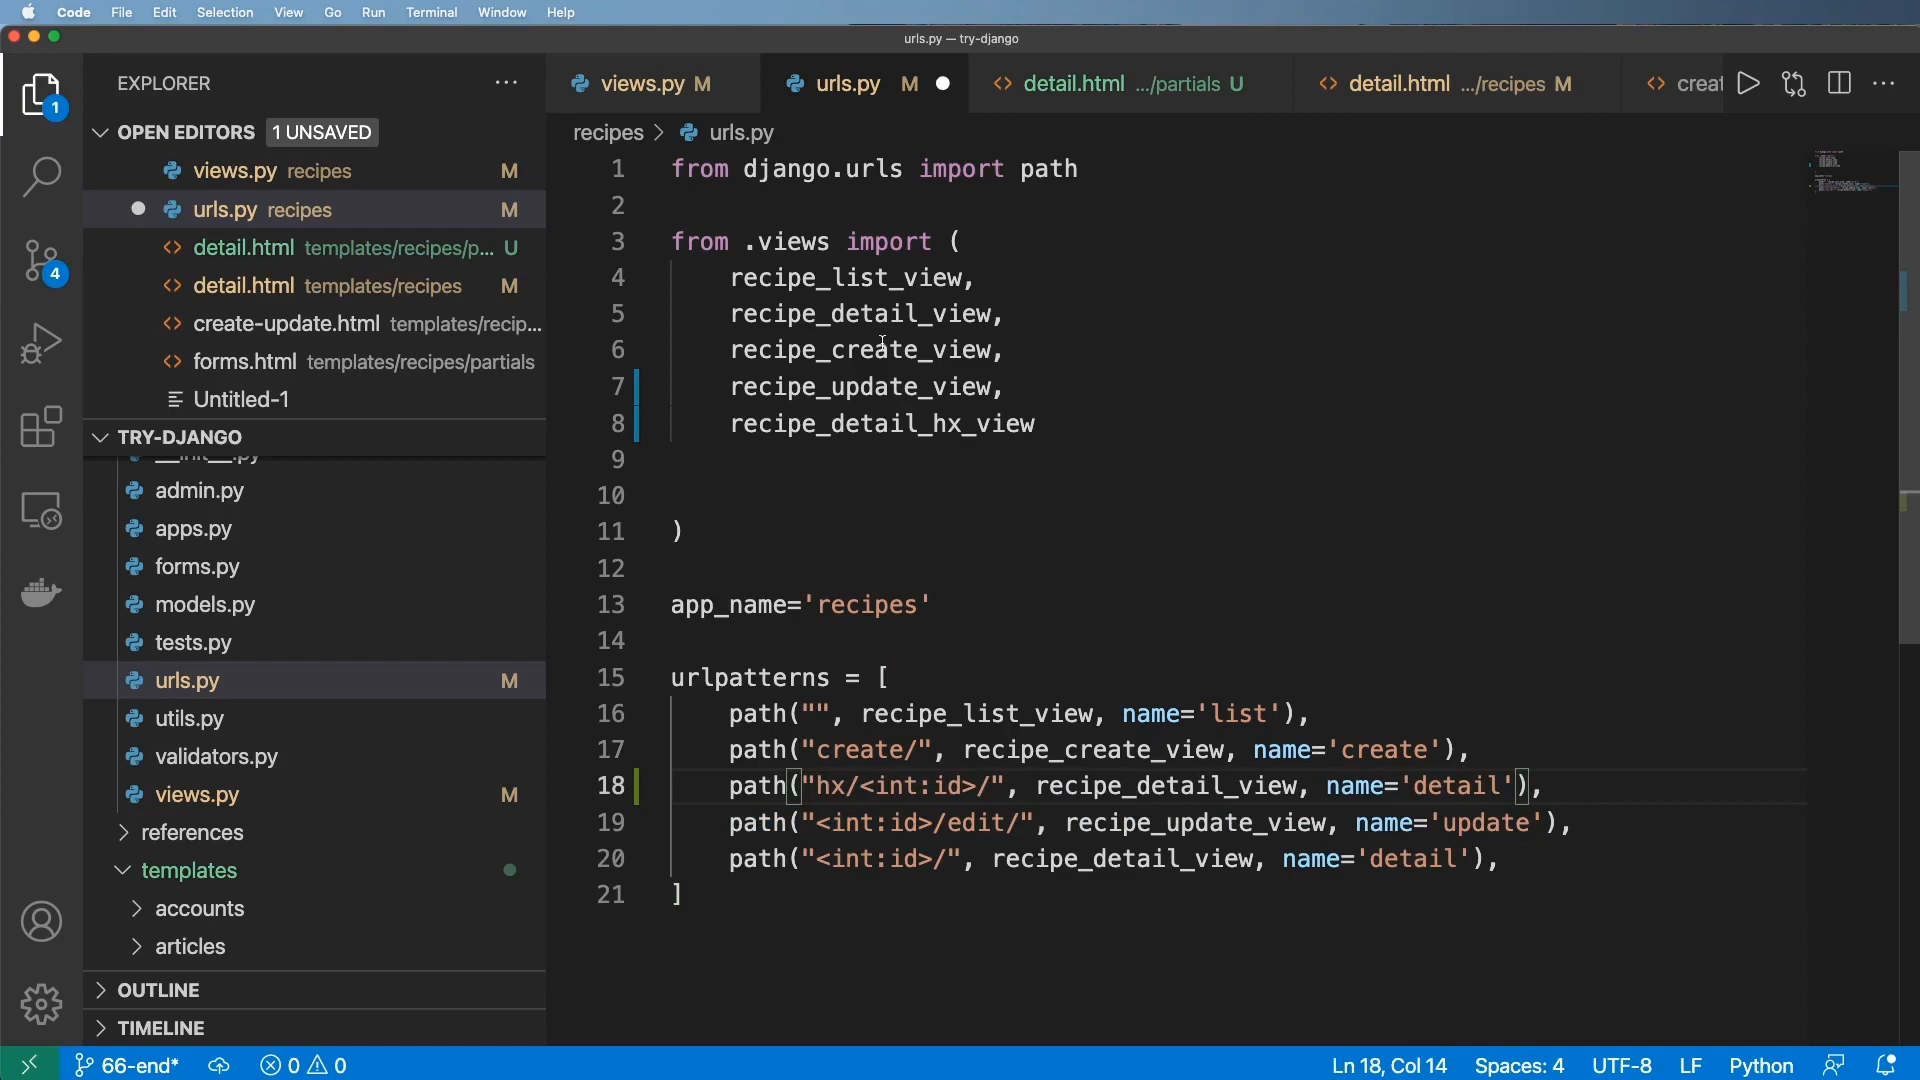 Code File Edit Selection View Go Run Terminal Window Help
urls.py — try-django
EXPLORER
views.py M
urls.py M
detail.html .../partials U
detail.html .../recipes M
creat
1
OPEN EDITORS 1 UNSAVED
views.py recipes M
urls.py recipes M
detail.html templates/recipes/p... U
detail.html templates/recipes M
create-update.html templates/recip...
forms.html templates/recipes/partials
Untitled-1
4
TRY-DJANGO
__init__.py
admin.py
apps.py
forms.py
models.py
tests.py
urls.py M
utils.py
validators.py
views.py M
references
templates
accounts
articles
OUTLINE
TIMELINE
recipes > urls.py
1 from django.urls import path
2
3 from .views import (
4 recipe_list_view,
5 recipe_detail_view,
6 recipe_create_view,
7 recipe_update_view,
8 recipe_detail_hx_view
9
10
11 )
12
13 app_name='recipes'
14
15 urlpatterns = [
16 path("", recipe_list_view, name='list'),
17 path("create/", recipe_create_view, name='create'),
18 path("hx/<int:id>/", recipe_detail_view, name='detail'),
19 path("<int:id>/edit/", recipe_update_view, name='update'),
20 path("<int:id>/", recipe_detail_view, name='detail'),
21 ]
66-end* 0 0 Ln 18, Col 14 Spaces: 4 UTF-8 LF Python